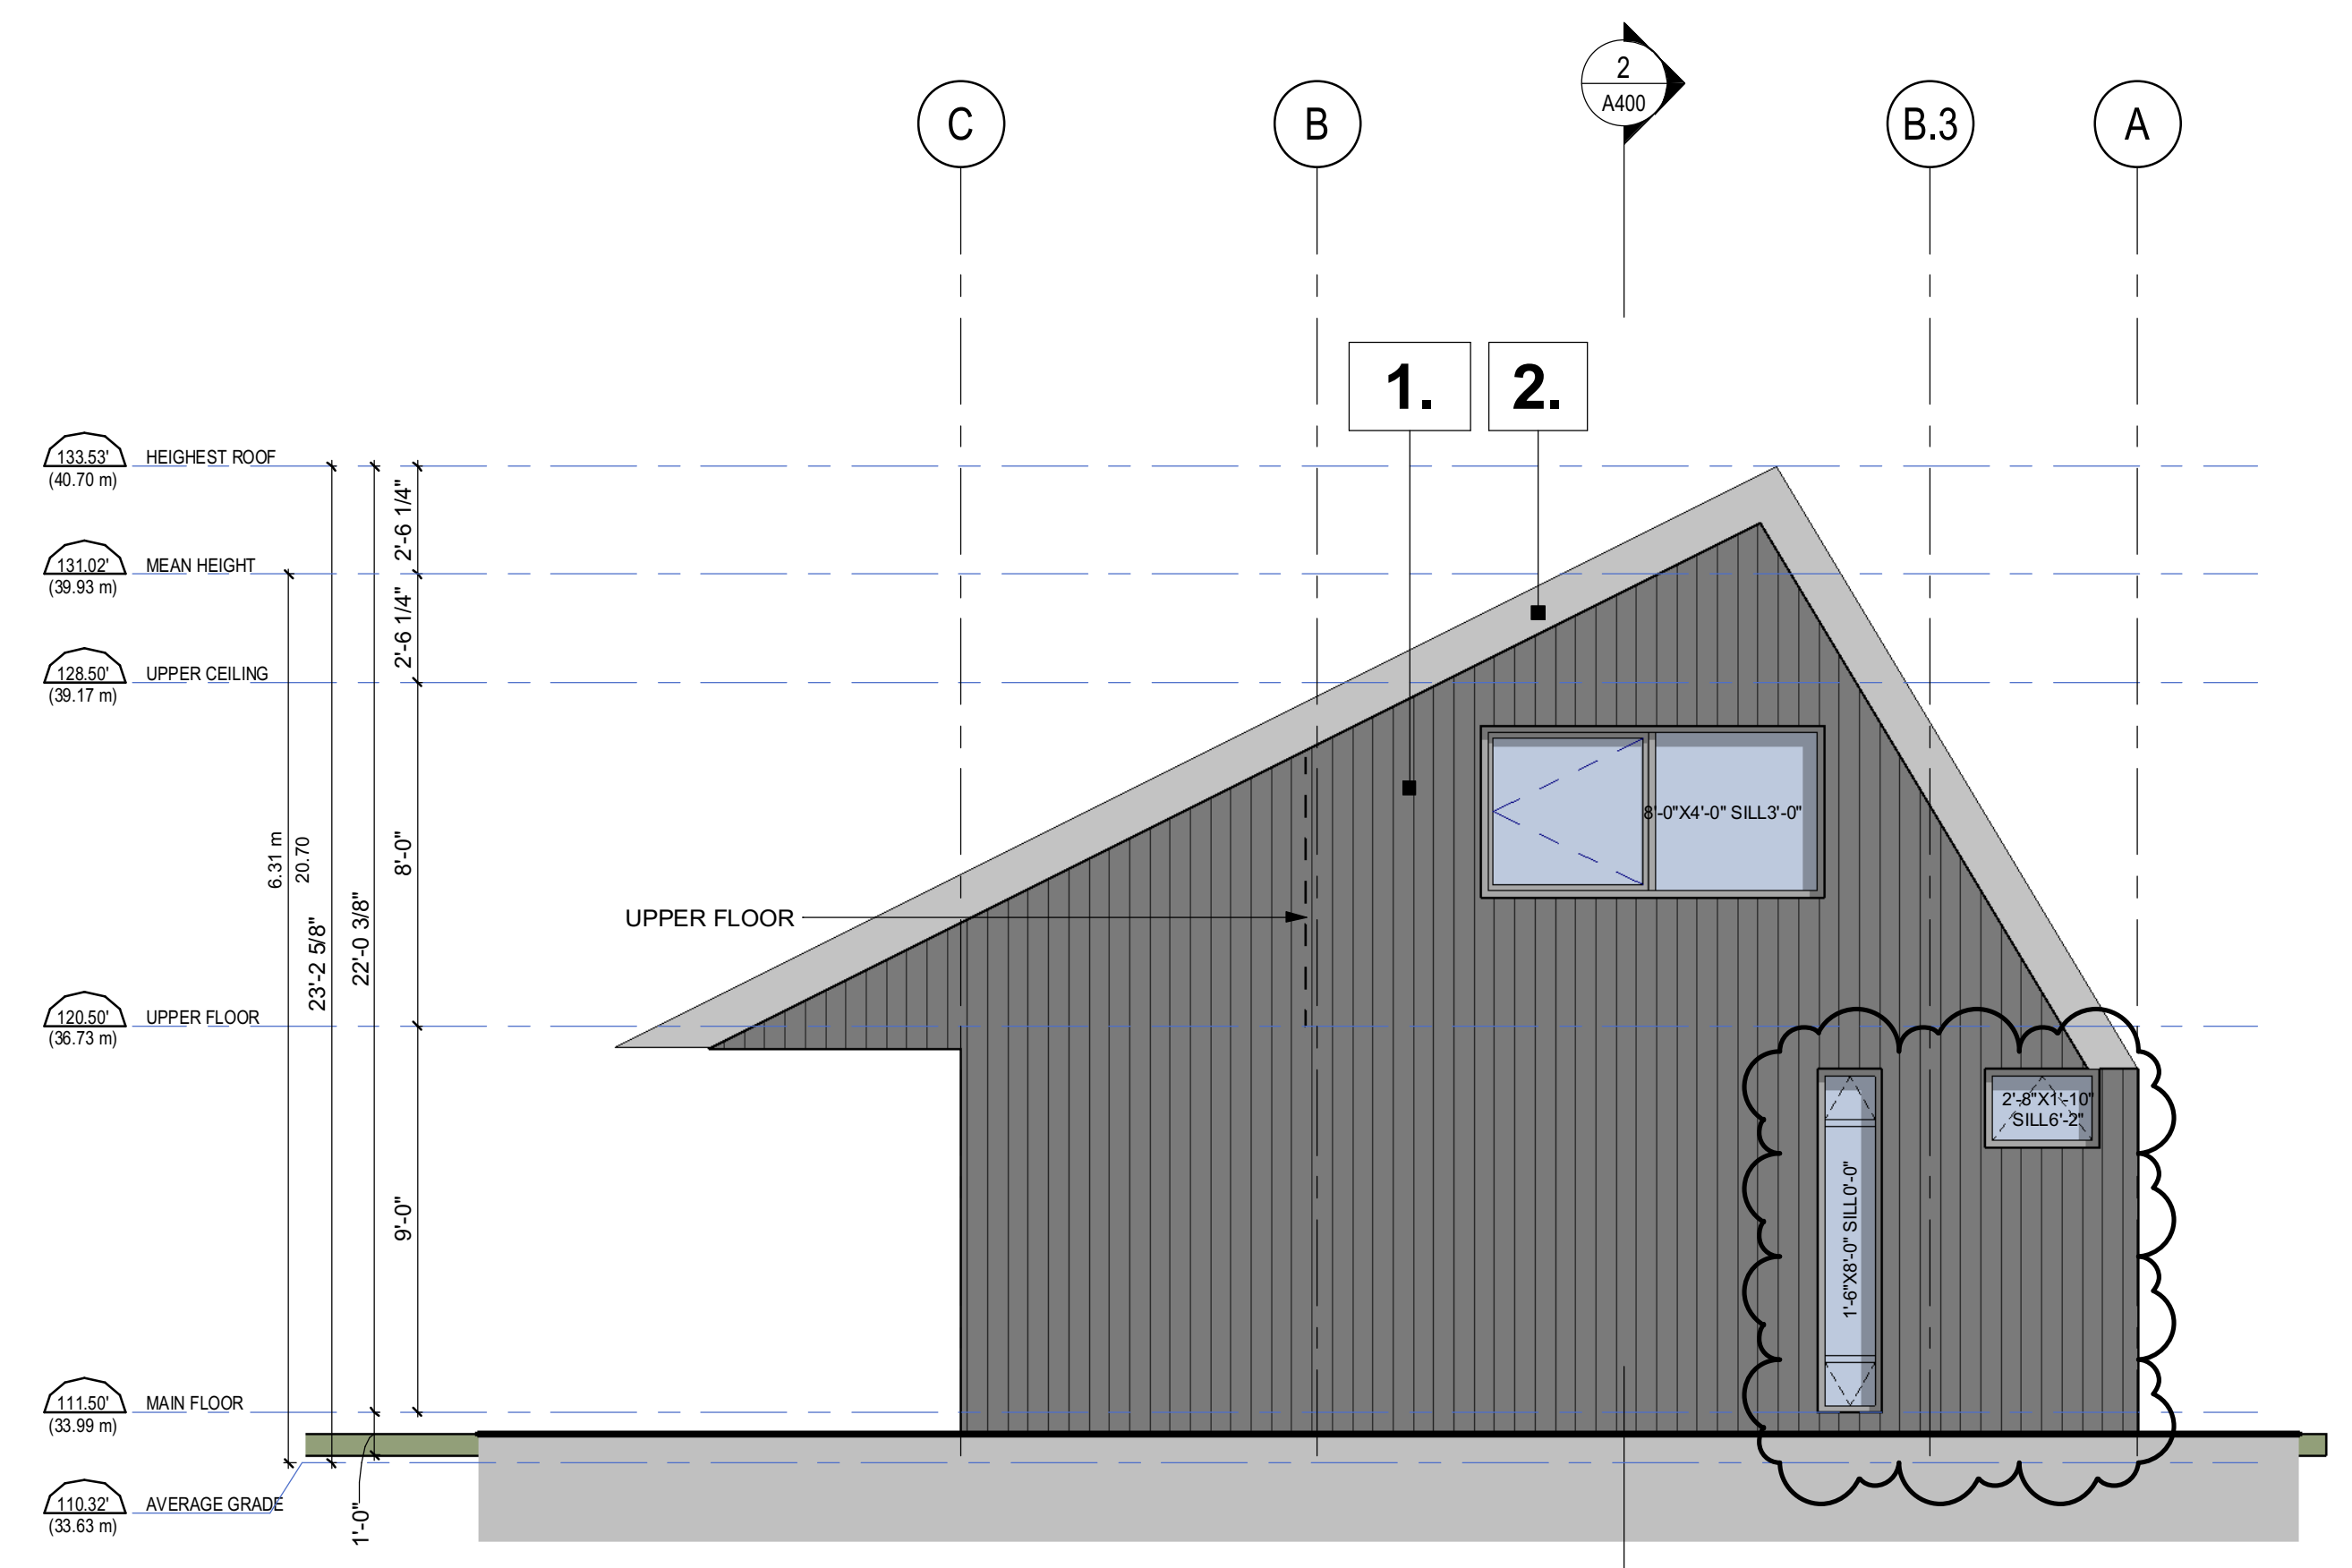 2
A400
C
B
B.3
A
1.
2.
133.53'
(40.70 m)
HEIGHEST ROOF
2'-6 1/4"
131.02'
(39.93 m)
MEAN HEIGHT
2'-6 1/4"
128.50'
(39.17 m)
UPPER CEILING
8'-0"
8'-0"X4'-0" SILL3'-0"
6.31 m
20.70
23'-2 5/8"
22'-0 3/8"
UPPER FLOOR
120.50'
(36.73 m)
UPPER FLOOR
2'-8"X1'-10"
SILL6'-2"
9'-0"
1'-6"X8'-0" SILL0'-0"
111.50'
(33.99 m)
MAIN FLOOR
110.32'
(33.63 m)
AVERAGE GRADE
1'-0"